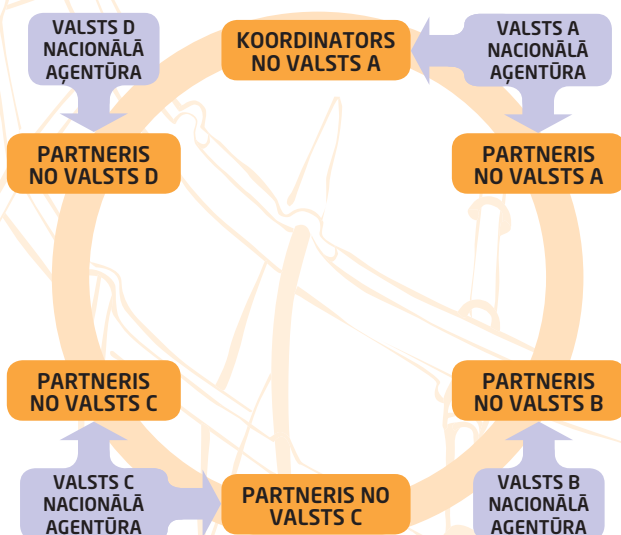 VALSTS D
NACIONĀLĀ
AĢENTŪRA
KOORDINATORS
NO VALSTS A
VALSTS A
NACIONĀLĀ
AĢENTŪRA
PARTNERIS
NO VALSTS D
PARTNERIS
NO VALSTS A
PARTNERIS
NO VALSTS C
PARTNERIS
NO VALSTS B
VALSTS C
NACIONĀLĀ
AĢENTŪRA
PARTNERIS NO
VALSTS C
VALSTS B
NACIONĀLĀ
AĢENTŪRA